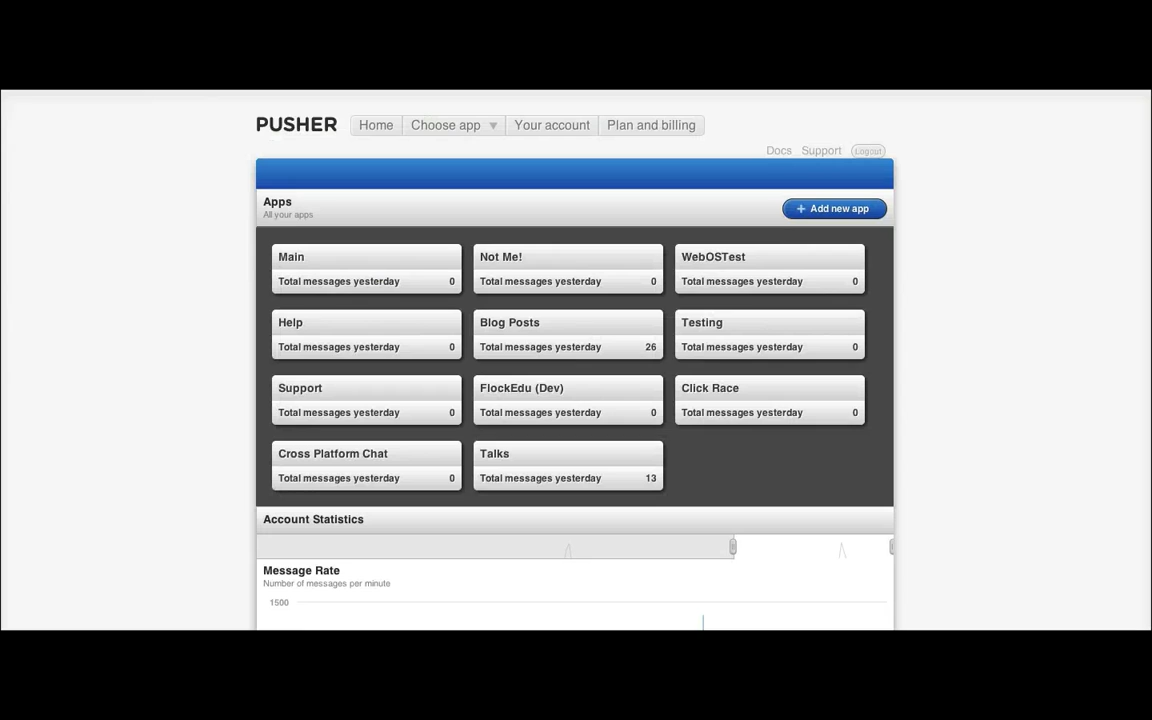 PUSHER Home Choose app Your account Plan and billing
Docs Support Logout
Apps
All your apps
+ Add new app
Main Not Me! WebOSTest
Total messages yesterday 0 Total messages yesterday 0 Total messages yesterday 0
Help Blog Posts Testing
Total messages yesterday 0 Total messages yesterday 26 Total messages yesterday 0
Support FlockEdu (Dev) Click Race
Total messages yesterday 0 Total messages yesterday 0 Total messages yesterday 0
Cross Platform Chat Talks
Total messages yesterday 0 Total messages yesterday 13
Account Statistics
Message Rate
Number of messages per minute
1500